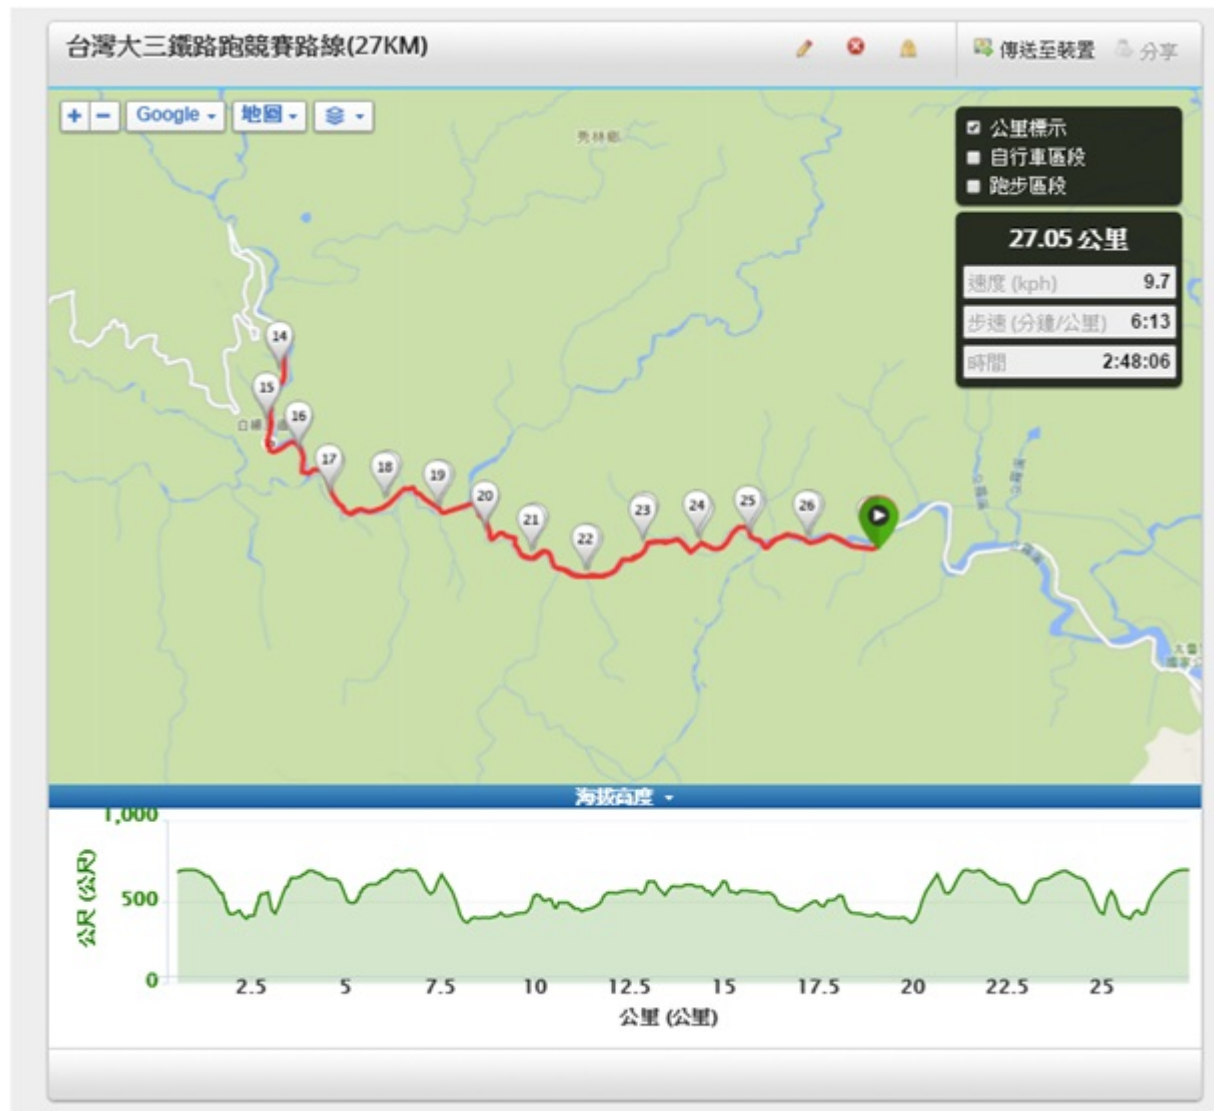 台灣大三鐵路跑競賽路線(27KM)
傳送至裝置
分享
+ −
Google
地圖
公里標示
自行車區段
跑步區段
27.05 公里
速度 (kph) 9.7
步速 (分鐘/公里) 6:13
時間 2:48:06
秀林鄉
14
15
16
17
18
19
20
21
22
23
24
25
26
海拔高度
1,000
500
0
公尺 (公尺)
2.5 5 7.5 10 12.5 15 17.5 20 22.5 25
公里 (公里)